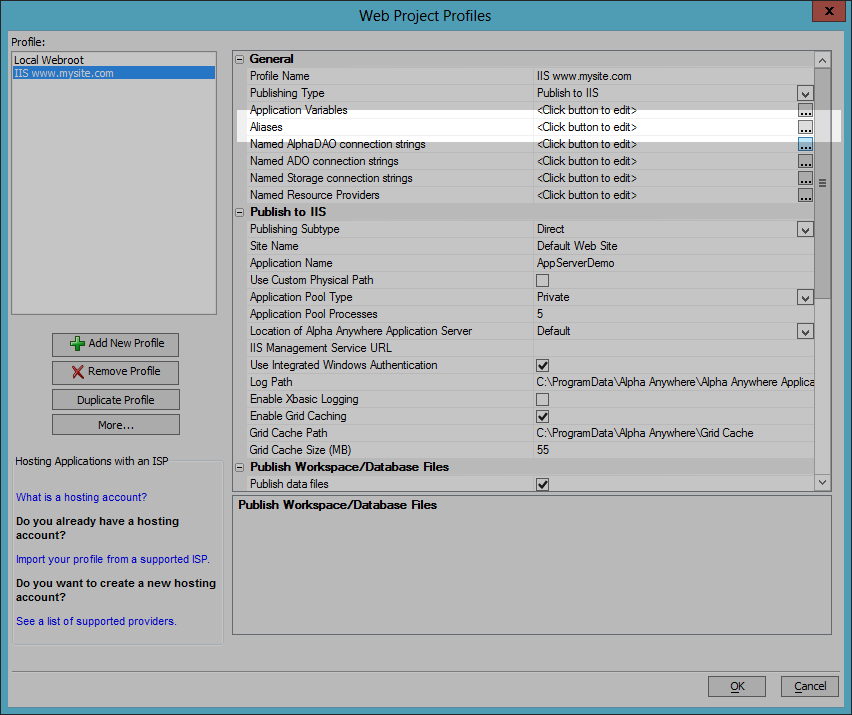 Web Project Profiles
x
Profile:
Local Webroot
IIS www.mysite.com
Add New Profile
Remove Profile
Duplicate Profile
More...
Hosting Applications with an ISP
What is a hosting account?
Do you already have a hosting
account?
Import your profile from a supported ISP.
Do you want to create a new hosting
account?
See a list of supported providers.
General
Profile Name IIS www.mysite.com
Publishing Type Publish to IIS
Application Variables <Click button to edit> ...
Aliases <Click button to edit> ...
Named AlphaDAO connection strings <Click button to edit> ...
Named ADO connection strings <Click button to edit> ...
Named Storage connection strings <Click button to edit> ...
Named Resource Providers <Click button to edit> ...
Publish to IIS
Publishing Subtype Direct
Site Name Default Web Site
Application Name AppServerDemo
Use Custom Physical Path
Application Pool Type Private
Application Pool Processes 5
Location of Alpha Anywhere Application Server Default
IIS Management Service URL
Use Integrated Windows Authentication
Log Path C:\ProgramData\Alpha Anywhere\Alpha Anywhere Applica
Enable Xbasic Logging
Enable Grid Caching
Grid Cache Path C:\ProgramData\Alpha Anywhere\Grid Cache
Grid Cache Size (MB) 55
Publish Workspace/Database Files
Publish data files
Publish Workspace/Database Files
OK Cancel